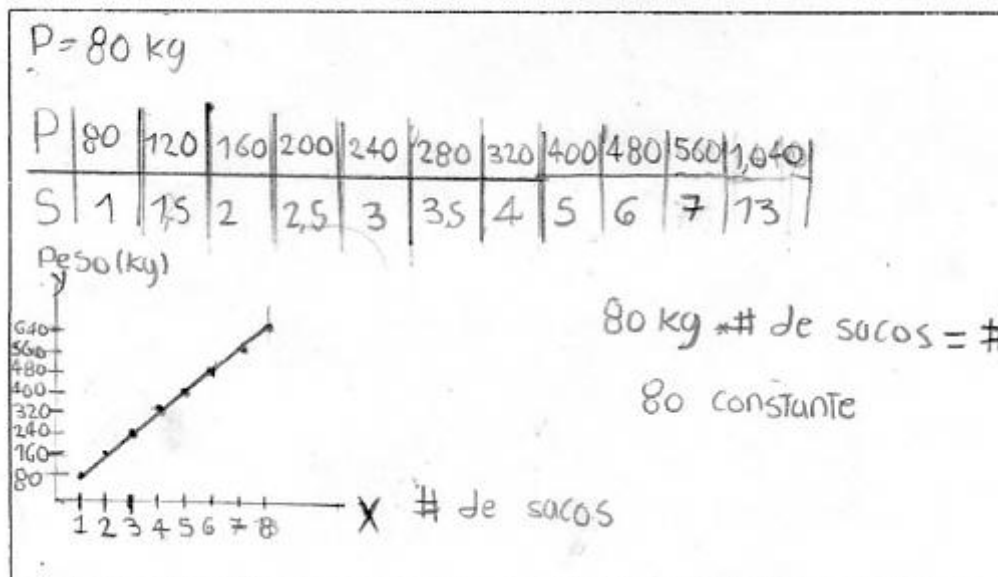 P=80 kg
P 80 120 160 200 240 280 320 400 480 560 1,040
S 1 1,5 2 2,5 3 3,5 4 5 6 7 13
Peso(kg)
y
640
560
480
400
320
240
160
80
1 2 3 4 5 6 7 8
X # de sacos
80 kg *# de sacos = #
80 constante